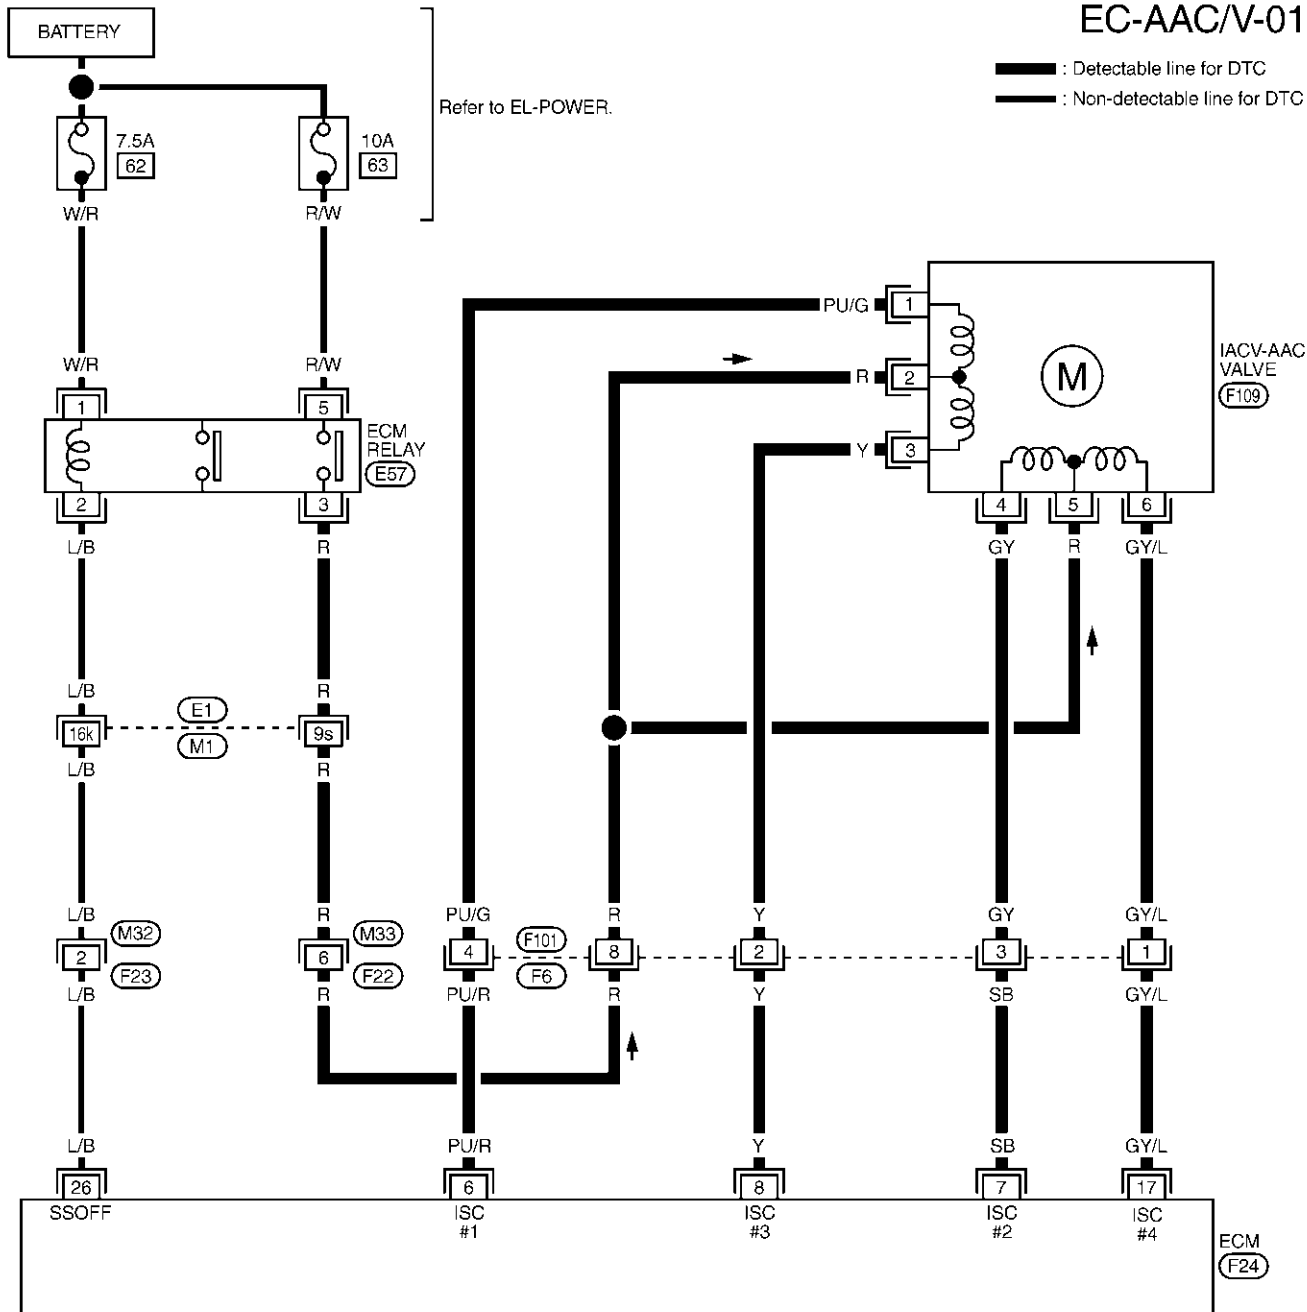 EC-AAC/V-01
BATTERY
: Detectable line for DTC
: Non-detectable line for DTC
Refer to EL-POWER.
7.5A
62
10A
63
W/R
R/W
PU/G
1
R
2
Y
3
M
IACV-AAC
VALVE
F109
W/R
R/W
1
5
ECM
RELAY
E57
2
3
4
5
6
L/B
R
GY
R
GY/L
L/B
R
16k
E1
M1
9s
L/B
R
L/B
R
PU/G
R
Y
GY
GY/L
2
M32
F23
6
M33
F22
4
F101
F6
8
2
3
1
L/B
R
PU/R
R
Y
SB
GY/L
L/B
PU/R
Y
SB
GY/L
26
6
8
7
17
SSOFF
ISC
#1
ISC
#3
ISC
#2
ISC
#4
ECM
F24